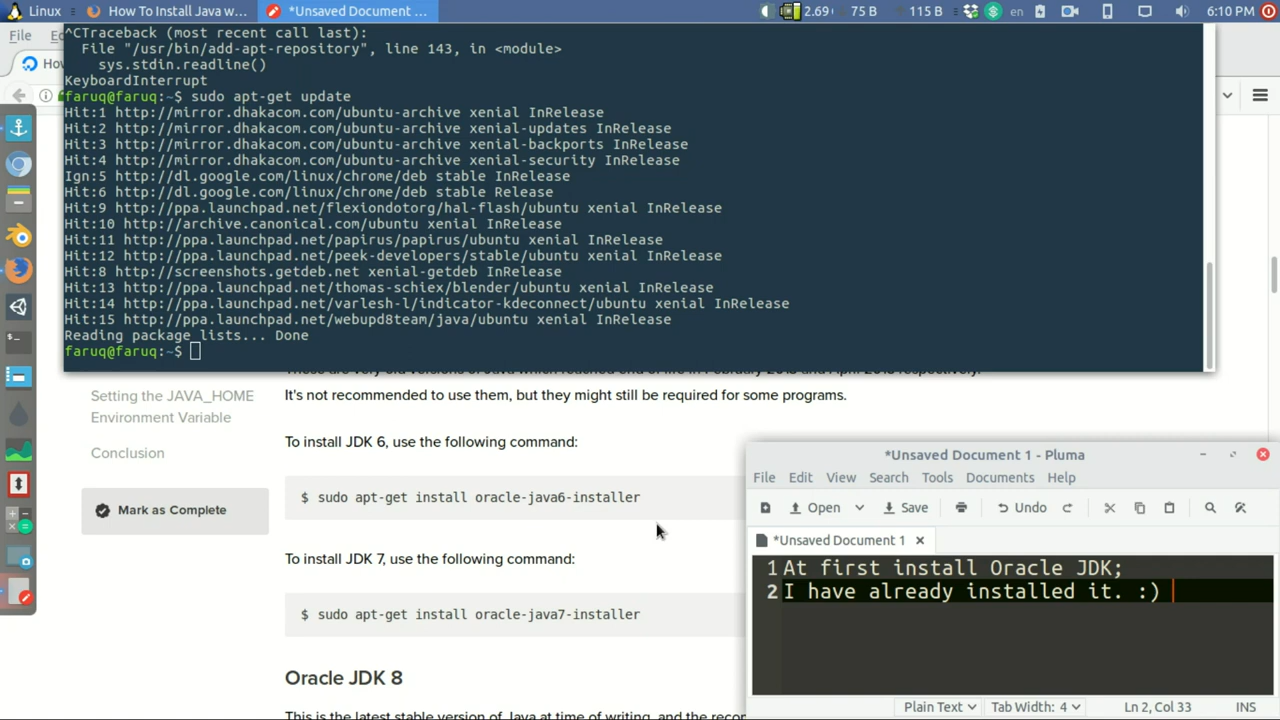 Linux
How To Install Java w...
*Unsaved Document ...
2.69
75 B
115 B
en
6:10 PM
File
^CTraceback (most recent call last):
File "/usr/bin/add-apt-repository", line 143, in <module>
sys.stdin.readline()
KeyboardInterrupt
faruq@faruq:~$ sudo apt-get update
Hit:1 http://mirror.dhakacom.com/ubuntu-archive xenial InRelease
Hit:2 http://mirror.dhakacom.com/ubuntu-archive xenial-updates InRelease
Hit:3 http://mirror.dhakacom.com/ubuntu-archive xenial-backports InRelease
Hit:4 http://mirror.dhakacom.com/ubuntu-archive xenial-security InRelease
Ign:5 http://dl.google.com/linux/chrome/deb stable InRelease
Hit:6 http://dl.google.com/linux/chrome/deb stable Release
Hit:9 http://ppa.launchpad.net/flexiondotorg/hal-flash/ubuntu xenial InRelease
Hit:10 http://archive.canonical.com/ubuntu xenial InRelease
Hit:11 http://ppa.launchpad.net/papirus/papirus/ubuntu xenial InRelease
Hit:12 http://ppa.launchpad.net/peek-developers/stable/ubuntu xenial InRelease
Hit:8 http://screenshots.getdeb.net xenial-getdeb InRelease
Hit:13 http://ppa.launchpad.net/thomas-schiex/blender/ubuntu xenial InRelease
Hit:14 http://ppa.launchpad.net/varlesh-l/indicator-kdeconnect/ubuntu xenial InRelease
Hit:15 http://ppa.launchpad.net/webupd8team/java/ubuntu xenial InRelease
Reading package lists... Done
faruq@faruq:~$
Setting the JAVA_HOME
Environment Variable
Conclusion
Mark as Complete
It's not recommended to use them, but they might still be required for some programs.
To install JDK 6, use the following command:
$ sudo apt-get install oracle-java6-installer
To install JDK 7, use the following command:
$ sudo apt-get install oracle-java7-installer
Oracle JDK 8
This is the latest stable version of Java at time of writing, and the
*Unsaved Document 1 - Pluma
File Edit View Search Tools Documents Help
Open Save Undo
*Unsaved Document 1
1 At first install Oracle JDK;
2 I have already installed it. :)
Plain Text Tab Width: 4 Ln 2, Col 33 INS